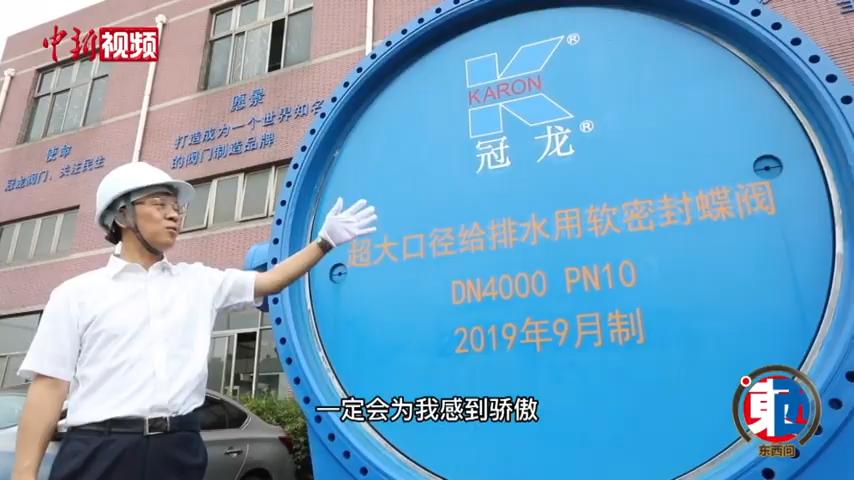 中新视频
愿景
打造成为一个世界知名
的阀门制造品牌
使命
冠龙阀门、关注民生
KARON
®
冠龙®
超大口径给排水用软密封蝶阀
DN4000 PN10
2019年9月制
一定会为我感到骄傲
东西问